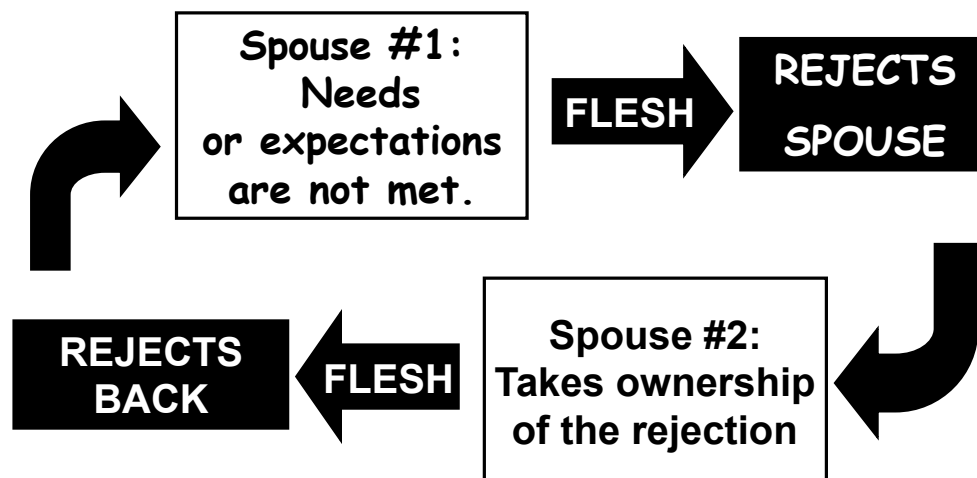 Spouse #1:
Needs
or expectations
are not met.
FLESH
REJECTS
SPOUSE
Spouse #2:
Takes ownership
of the rejection
FLESH
REJECTS
BACK